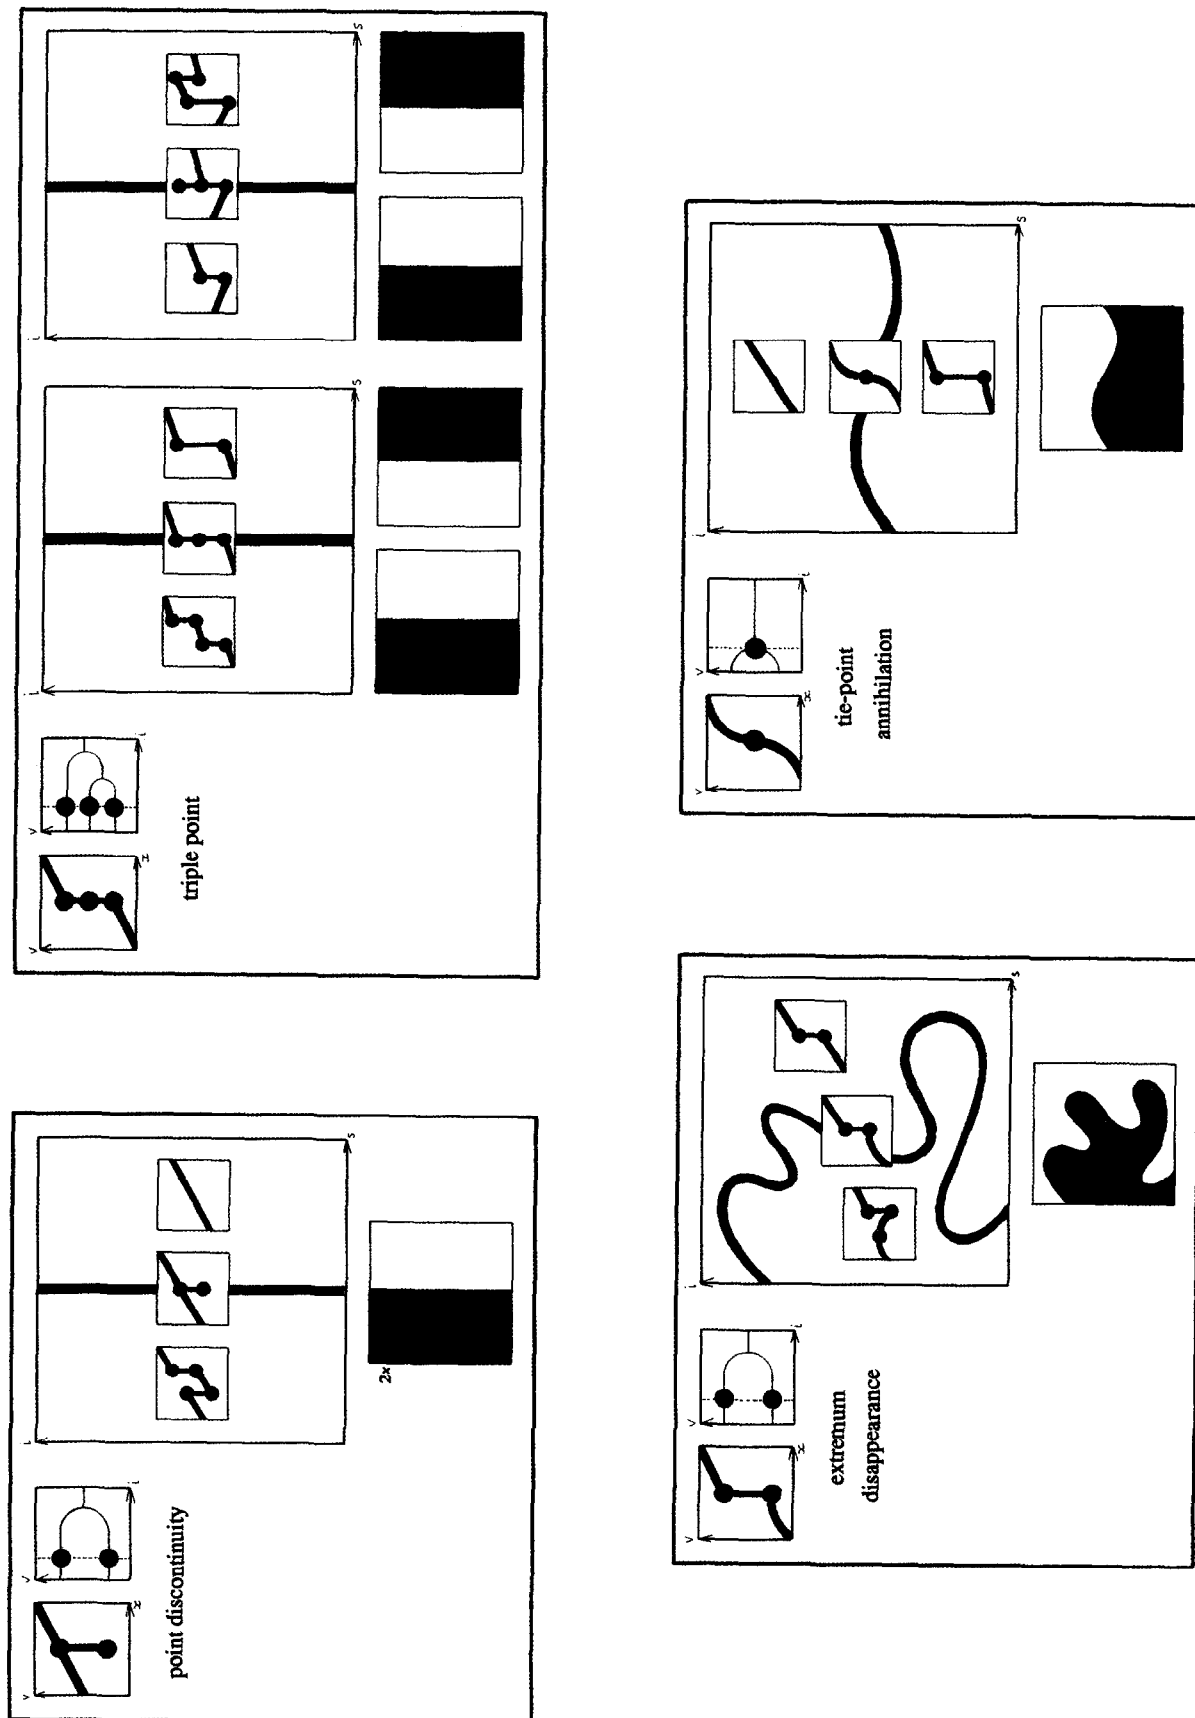 i
s
i
s
v
x
v
i
triple point
i
s
v
x
v
i
tie-point
annihilation
i
s
2x
v
x
v
i
point discontinuity
i
s
v
x
v
i
extremum
disappearance